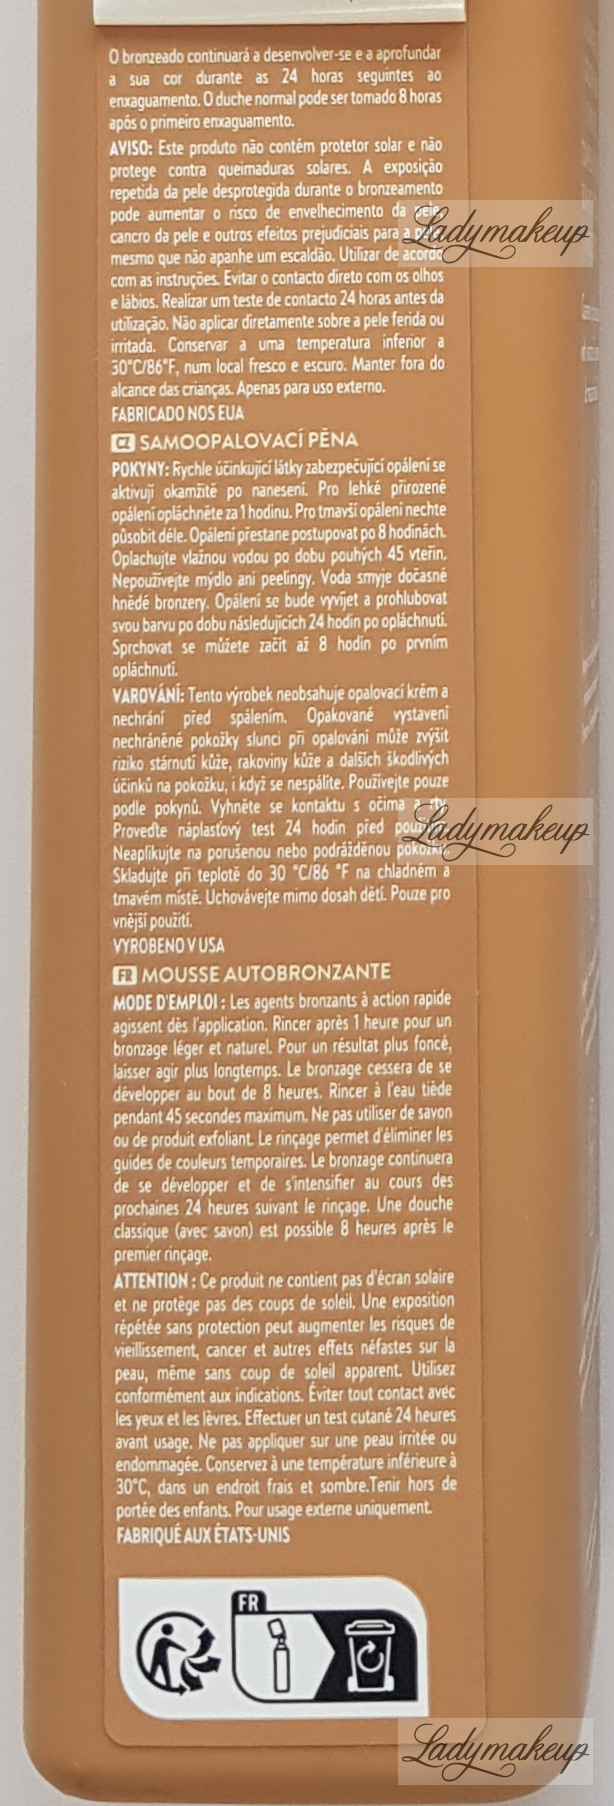 O bronzeado continuará a desenvolver-se e a aprofundar
a sua cor durante as 24 horas seguintes ao
enxaguamento. O duche normal pode ser tomado 8 horas
após o primeiro enxaguamento.
AVISO: Este produto não contém protetor solar e não
protege contra queimaduras solares. A exposição
repetida da pele desprotegida durante o bronzeamento
pode aumentar o risco de envelhecimento da pele,
cancro da pele e outros efeitos prejudiciais para a pele,
mesmo que não apanhe um escaldão. Utilizar de acordo
com as instruções. Evitar o contacto direto com os olhos
e lábios. Realizar um teste de contacto 24 horas antes da
utilização. Não aplicar diretamente sobre a pele ferida ou
irritada. Conservar a uma temperatura inferior a
30°C/86°F, num local fresco e escuro. Manter fora do
alcance das crianças. Apenas para uso externo.
FABRICADO NOS EUA
CZ SAMOOPALOVACÍ PĚNA
POKYNY: Rychle účinkující látky zabezpečující opálení se
aktivují okamžitě po nanesení. Pro lehké přirozené
opálení opláchněte za 1 hodinu. Pro tmavší opálení nechte
působit déle. Opálení přestane postupovat po 8 hodinách.
Oplachujte vlažnou vodou po dobu pouhých 45 vteřin.
Nepoužívejte mýdlo ani peelingy. Voda smyje dočasné
hnědé bronzery. Opálení se bude vyvíjet a prohlubovat
svou barvu po dobu následujících 24 hodin po opláchnutí.
Sprchovat se můžete začít až 8 hodin po prvním
opláchnutí.
VAROVÁNÍ: Tento výrobek neobsahuje opalovací krém a
nechrání před spálením. Opakované vystavení
nechráněné pokožky slunci při opalování může zvýšit
riziko stárnutí kůže, rakoviny kůže a dalších škodlivých
účinků na pokožku, i když se nespálíte. Používejte pouze
podle pokynů. Vyhněte se kontaktu s očima a rty.
Proveďte náplasťový test 24 hodin před použitím.
Neaplikujte na porušenou nebo podrážděnou pokožku.
Skladujte při teplotě do 30 °C/86 °F na chladném a
tmavém místě. Uchovávejte mimo dosah dětí. Pouze pro
vnější použití.
VYROBENO V USA
FR MOUSSE AUTOBRONZANTE
MODE D'EMPLOI : Les agents bronzants à action rapide
agissent dès l'application. Rincer après 1 heure pour un
bronzage léger et naturel. Pour un résultat plus foncé,
laisser agir plus longtemps. Le bronzage cessera de se
développer au bout de 8 heures. Rincer à l'eau tiède
pendant 45 secondes maximum. Ne pas utiliser de savon
ou de produit exfoliant. Le rinçage permet d'éliminer les
guides de couleurs temporaires. Le bronzage continuera
de se développer et de s'intensifier au cours des
prochaines 24 heures suivant le rinçage. Une douche
classique (avec savon) est possible 8 heures après le
premier rinçage.
ATTENTION : Ce produit ne contient pas d'écran solaire
et ne protège pas des coups de soleil. Une exposition
répétée sans protection peut augmenter les risques de
vieillissement, cancer et autres effets néfastes sur la
peau, même sans coup de soleil apparent. Utilisez
conformément aux indications. Éviter tout contact avec
les yeux et les lèvres. Effectuer un test cutané 24 heures
avant usage. Ne pas appliquer sur une peau irritée ou
endommagée. Conservez à une température inférieure à
30°C, dans un endroit frais et sombre.Tenir hors de
portée des enfants. Pour usage externe uniquement.
FABRIQUÉ AUX ÉTATS-UNIS
FR
Ladymakeup
Ladymakeup
Ladymakeup